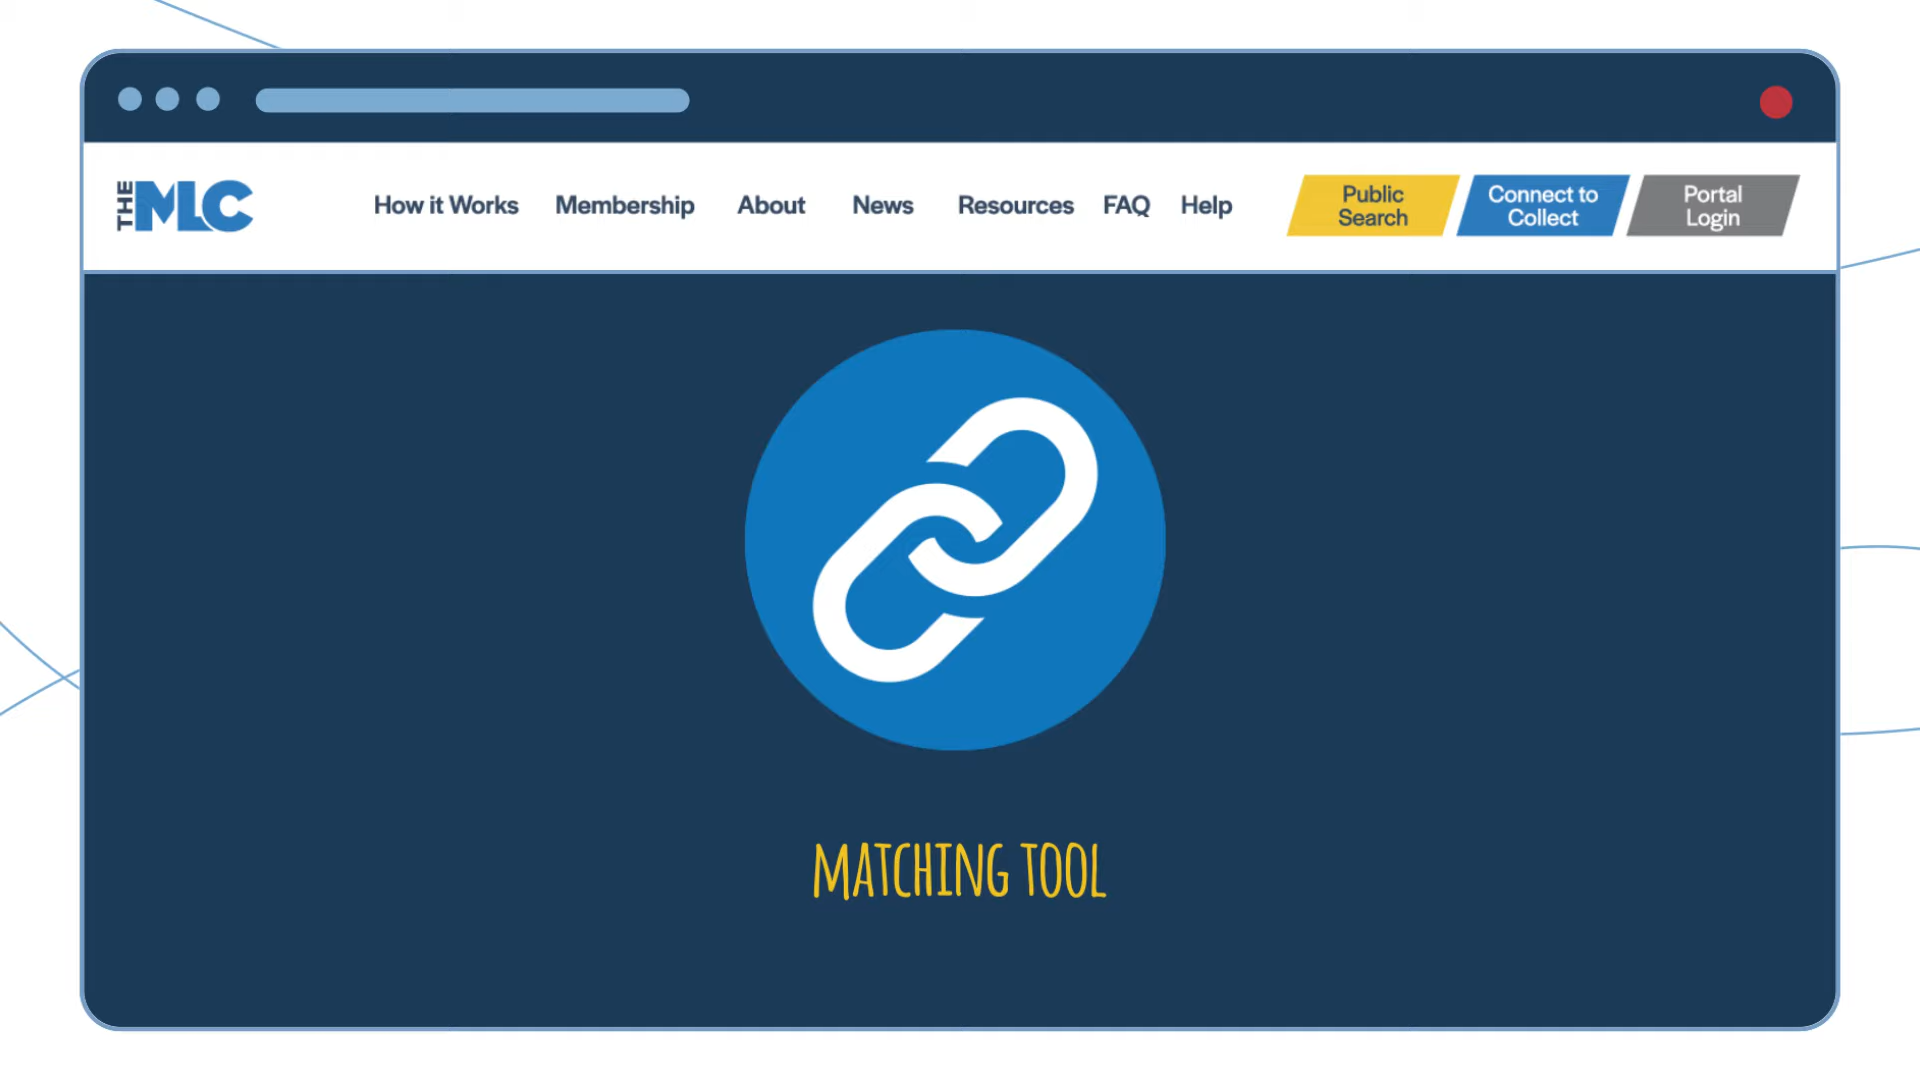 THE MLC
How it Works Membership About News Resources FAQ Help
Public Search
Connect to Collect
Portal Login
MATCHING TOOL